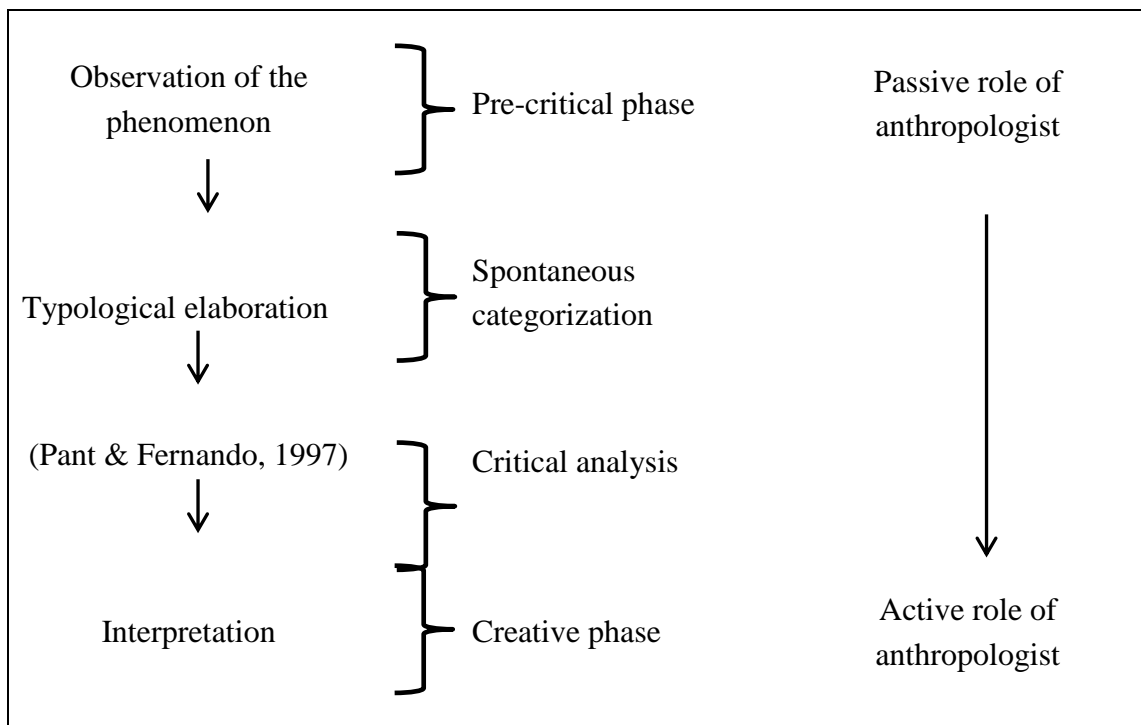 Observation of the
phenomenon
Pre-critical phase
Passive role of
anthropologist
Typological elaboration
Spontaneous
categorization
(Pant & Fernando, 1997)
Critical analysis
Interpretation
Creative phase
Active role of
anthropologist